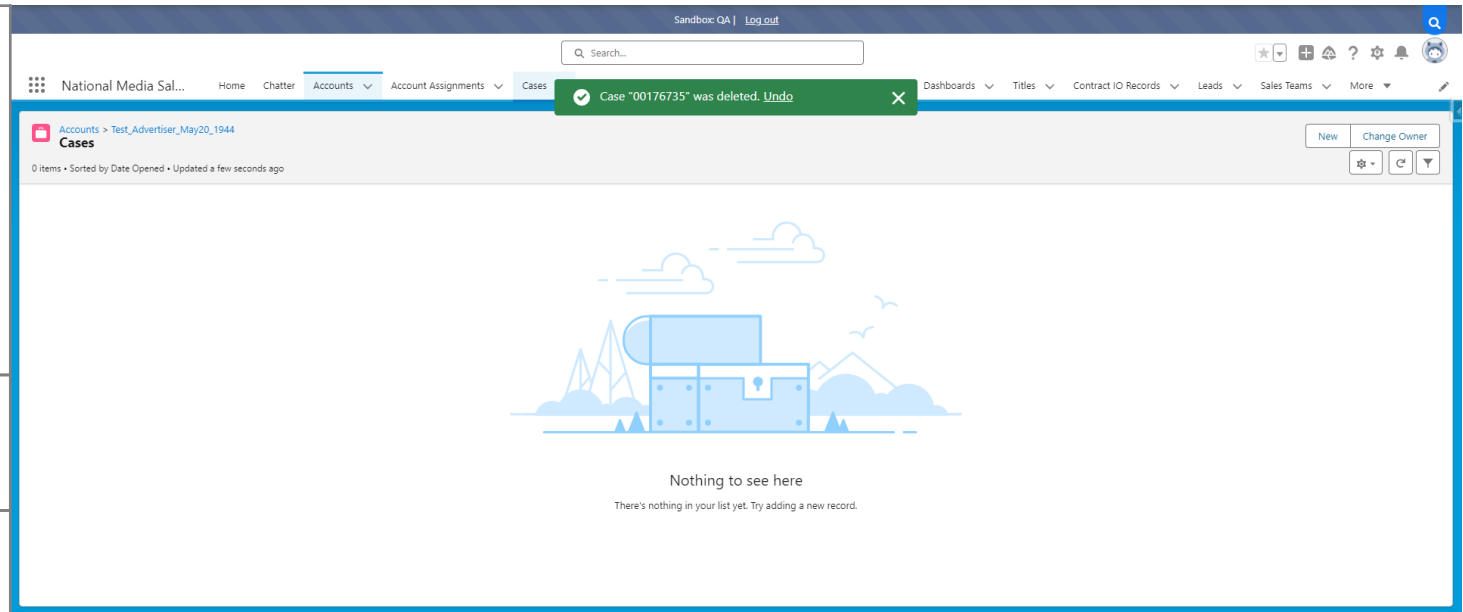 Sandbox: QA | Log out
Search...
National Media Sal...
Home Chatter Accounts Account Assignments Cases Dashboards Titles Contract IO Records Leads Sales Teams More
Case "00176735" was deleted. Undo
Accounts > Test_Advertiser_May20_1944
Cases
New Change Owner
0 items • Sorted by Date Opened • Updated a few seconds ago
Nothing to see here
There's nothing in your list yet. Try adding a new record.